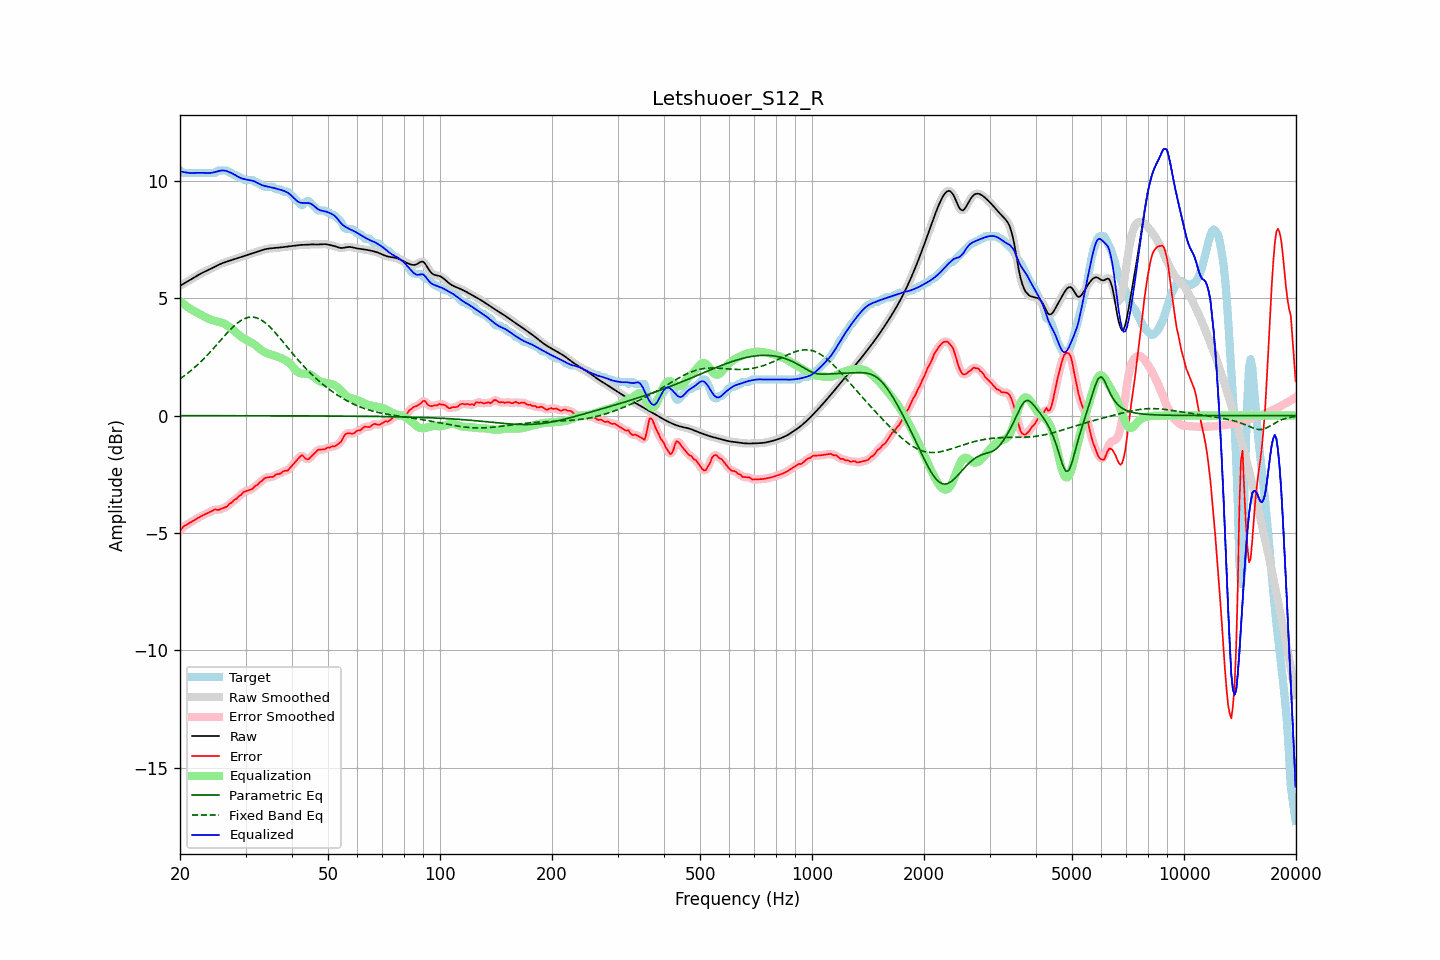 Letshuoer_S12_R
Amplitude (dBr)
10
5
0
−5
−10
−15
Target
Raw Smoothed
Error Smoothed
Raw
Error
Equalization
Parametric Eq
Fixed Band Eq
Equalized
20 50 100 200 500 1000 2000 5000 10000 20000
Frequency (Hz)